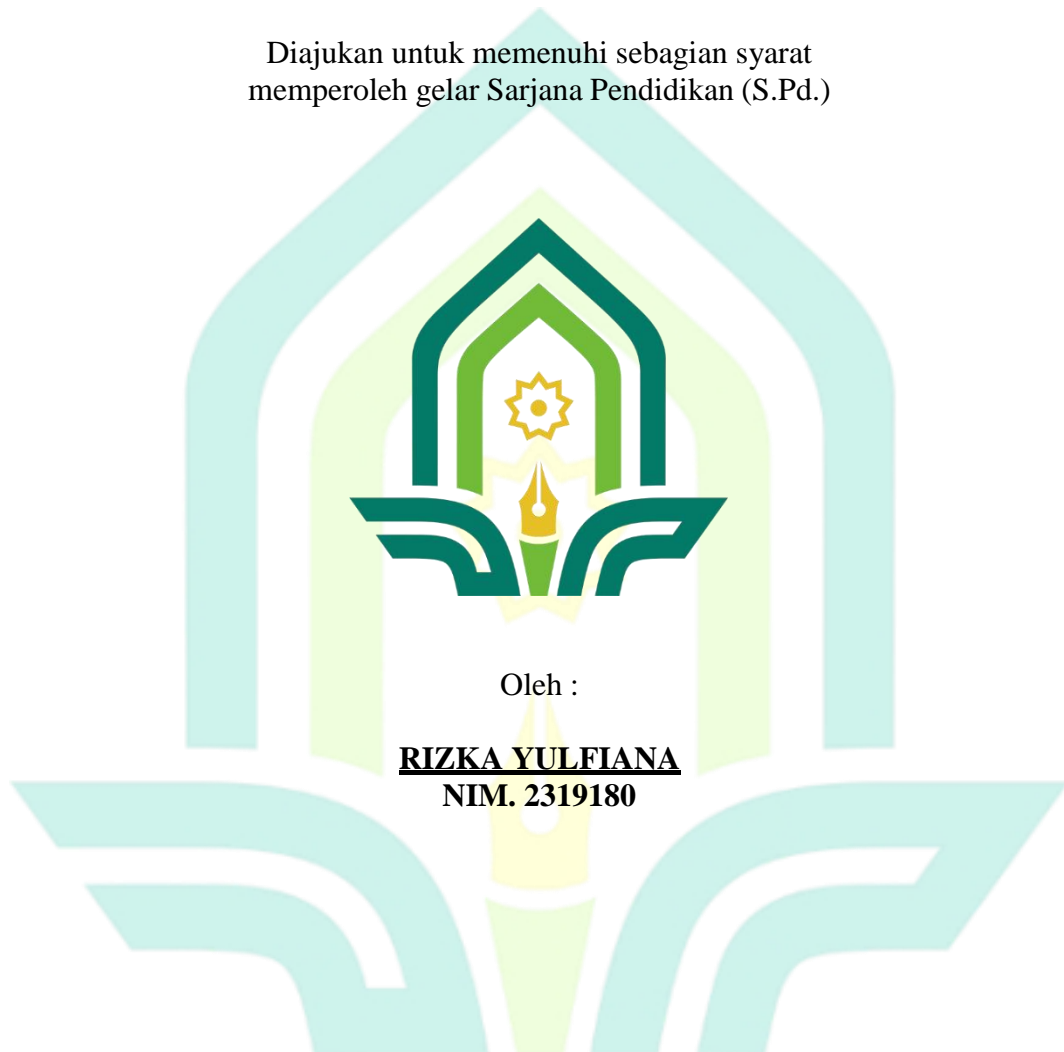 Diajukan untuk memenuhi sebagian syarat
memperoleh gelar Sarjana Pendidikan (S.Pd.)
Oleh :
RIZKA YULFIANA
NIM. 2319180